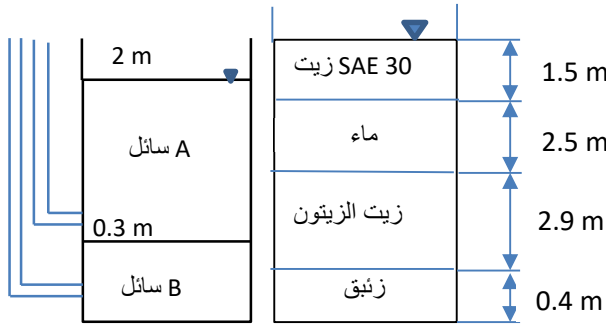 2 m
سائل A
0.3 m
سائل B
زيت SAE 30
ماء
زيت الزيتون
زئبق
1.5 m
2.5 m
2.9 m
0.4 m